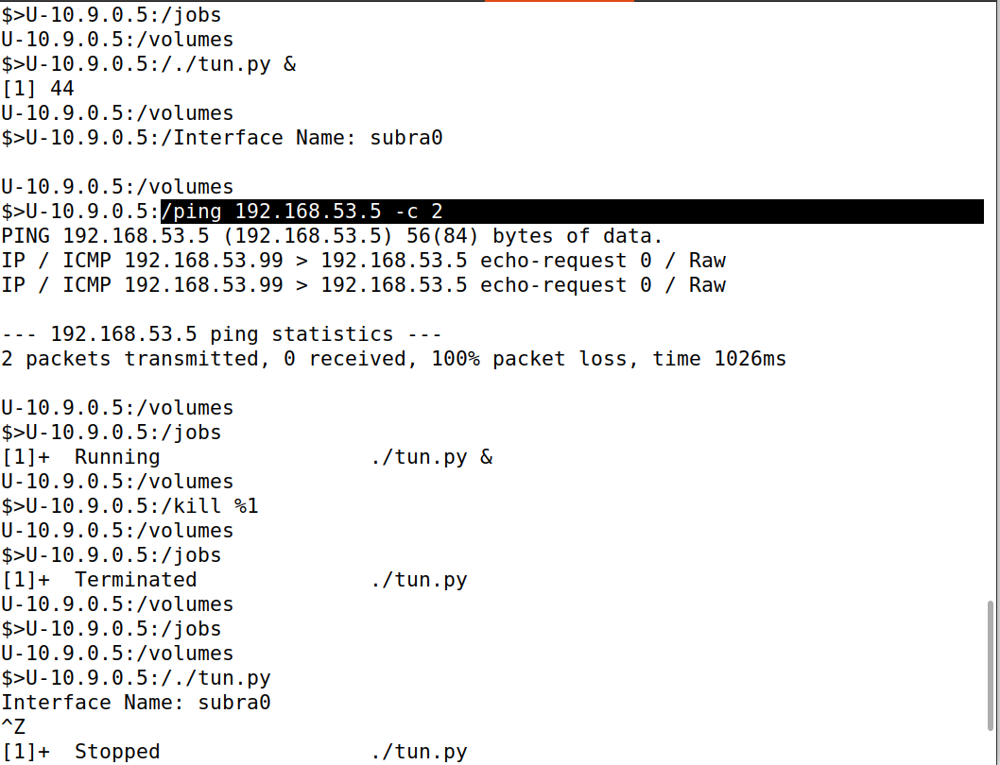 $>U-10.9.0.5:/jobs
U-10.9.0.5:/volumes
$>U-10.9.0.5:/./tun.py &
[1] 44
U-10.9.0.5:/volumes
$>U-10.9.0.5:/Interface Name: subra0
U-10.9.0.5:/volumes
$>U-10.9.0.5:/ping 192.168.53.5 -c 2
PING 192.168.53.5 (192.168.53.5) 56(84) bytes of data.
IP / ICMP 192.168.53.99 > 192.168.53.5 echo-request 0 / Raw
IP / ICMP 192.168.53.99 > 192.168.53.5 echo-request 0 / Raw
--- 192.168.53.5 ping statistics ---
2 packets transmitted, 0 received, 100% packet loss, time 1026ms
U-10.9.0.5:/volumes
$>U-10.9.0.5:/jobs
[1]+  Running                 ./tun.py &
U-10.9.0.5:/volumes
$>U-10.9.0.5:/kill %1
U-10.9.0.5:/volumes
$>U-10.9.0.5:/jobs
[1]+  Terminated              ./tun.py
U-10.9.0.5:/volumes
$>U-10.9.0.5:/jobs
U-10.9.0.5:/volumes
$>U-10.9.0.5:/./tun.py
Interface Name: subra0
^Z
[1]+  Stopped                 ./tun.py